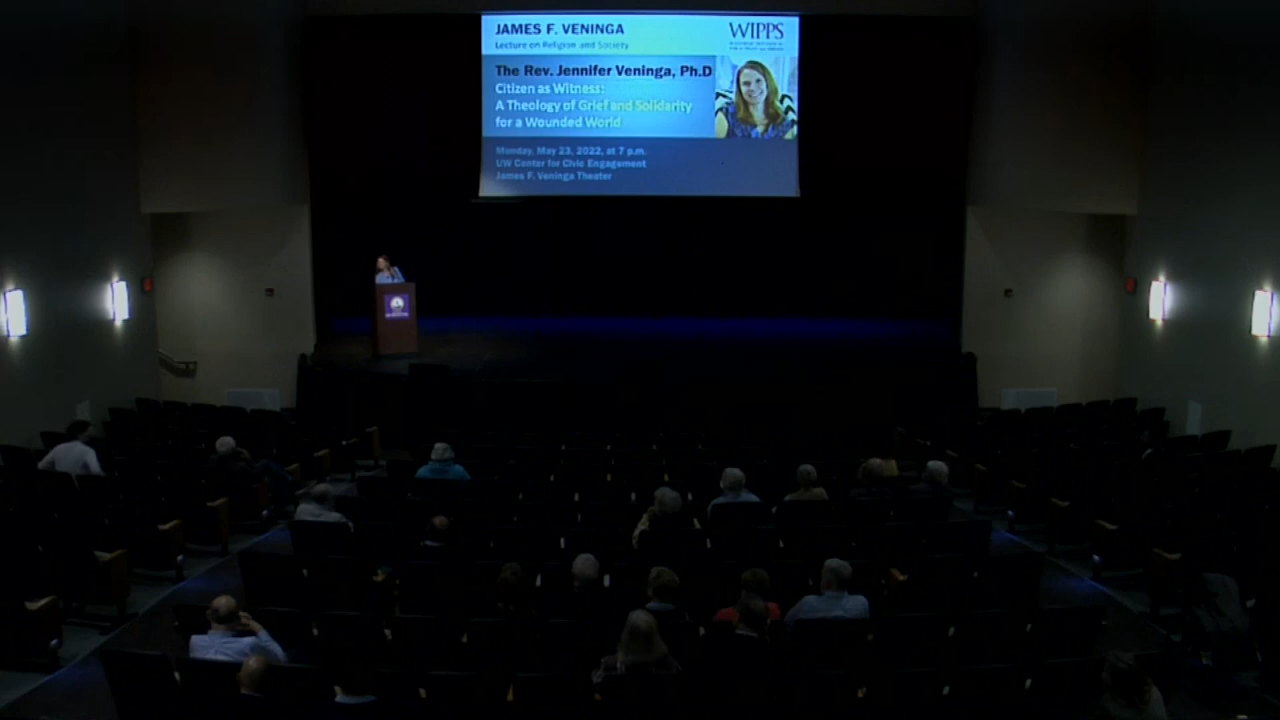 JAMES F. VENINGA
Lecture on Religion and Society
WIPPS
The Rev. Jennifer Veninga, Ph.D
Citizen as Witness:
A Theology of Grief and Solidarity
for a Wounded World
Monday, May 23, 2022, at 7 p.m.
UW Center for Civic Engagement
James F. Veninga Theater